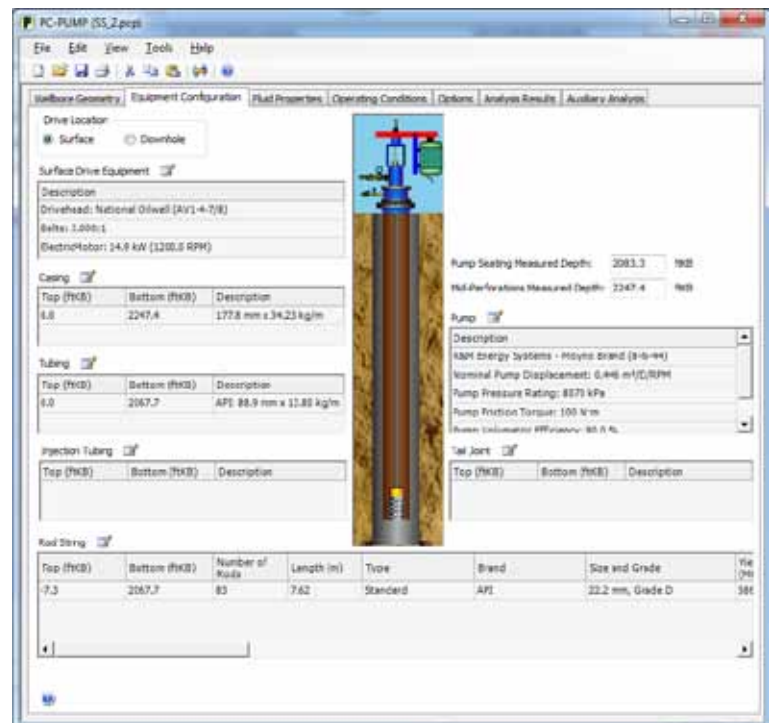 PC-PUMP (SS_2.pcp)
File Edit View Tools Help
Wellbore Geometry Equipment Configuration Fluid Properties Operating Conditions Options Analysis Results Auxiliary Analysis
Drive Location
Surface Downhole
Surface Drive Equipment
Description
Drivehead: National Oilwell (AV1-4-7/8)
Belts: 3.000:1
ElectricMotor: 14.9 kW (1200.0 RPM)
Casing
Top (ftKB) Bottom (ftKB) Description
0.0 2247.4 177.8 mm x 34.23 kg/m
Tubing
Top (ftKB) Bottom (ftKB) Description
0.0 2067.7 API: 88.9 mm x 13.80 kg/m
Injection Tubing
Top (ftKB) Bottom (ftKB) Description
Pump Seating Measured Depth: 2083.3 ftKB
Mid-Perforations Measured Depth: 2247.4 ftKB
Pump
Description
R&M Energy Systems - Moyno Brand (8-G-44)
Nominal Pump Displacement: 0.446 m³/D/RPM
Pump Pressure Rating: 8070 kPa
Pump Friction Torque: 100 N·m
Pump Volumetric Efficiency: 80.0 %
Tail Joint
Top (ftKB) Bottom (ftKB) Description
Rod String
Top (ftKB) Bottom (ftKB) Number of Rods Length (m) Type Brand Size and Grade
-7.3 2067.7 83 7.62 Standard API 22.2 mm, Grade D